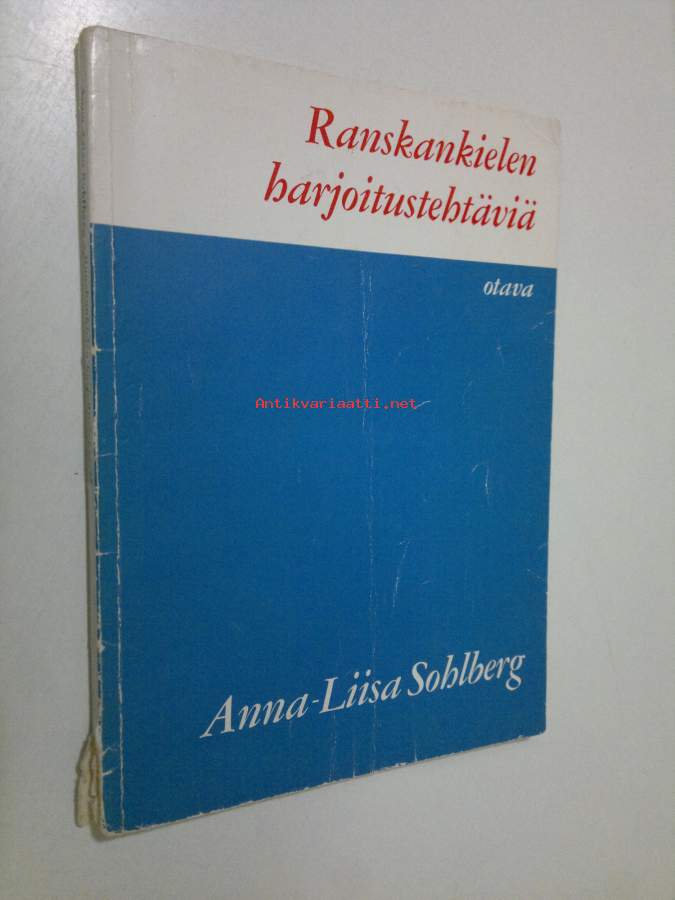 Ranskankielen
harjoitustehtäviä
otava
Antikvariaatti.net
Anna-Liisa Sohlberg